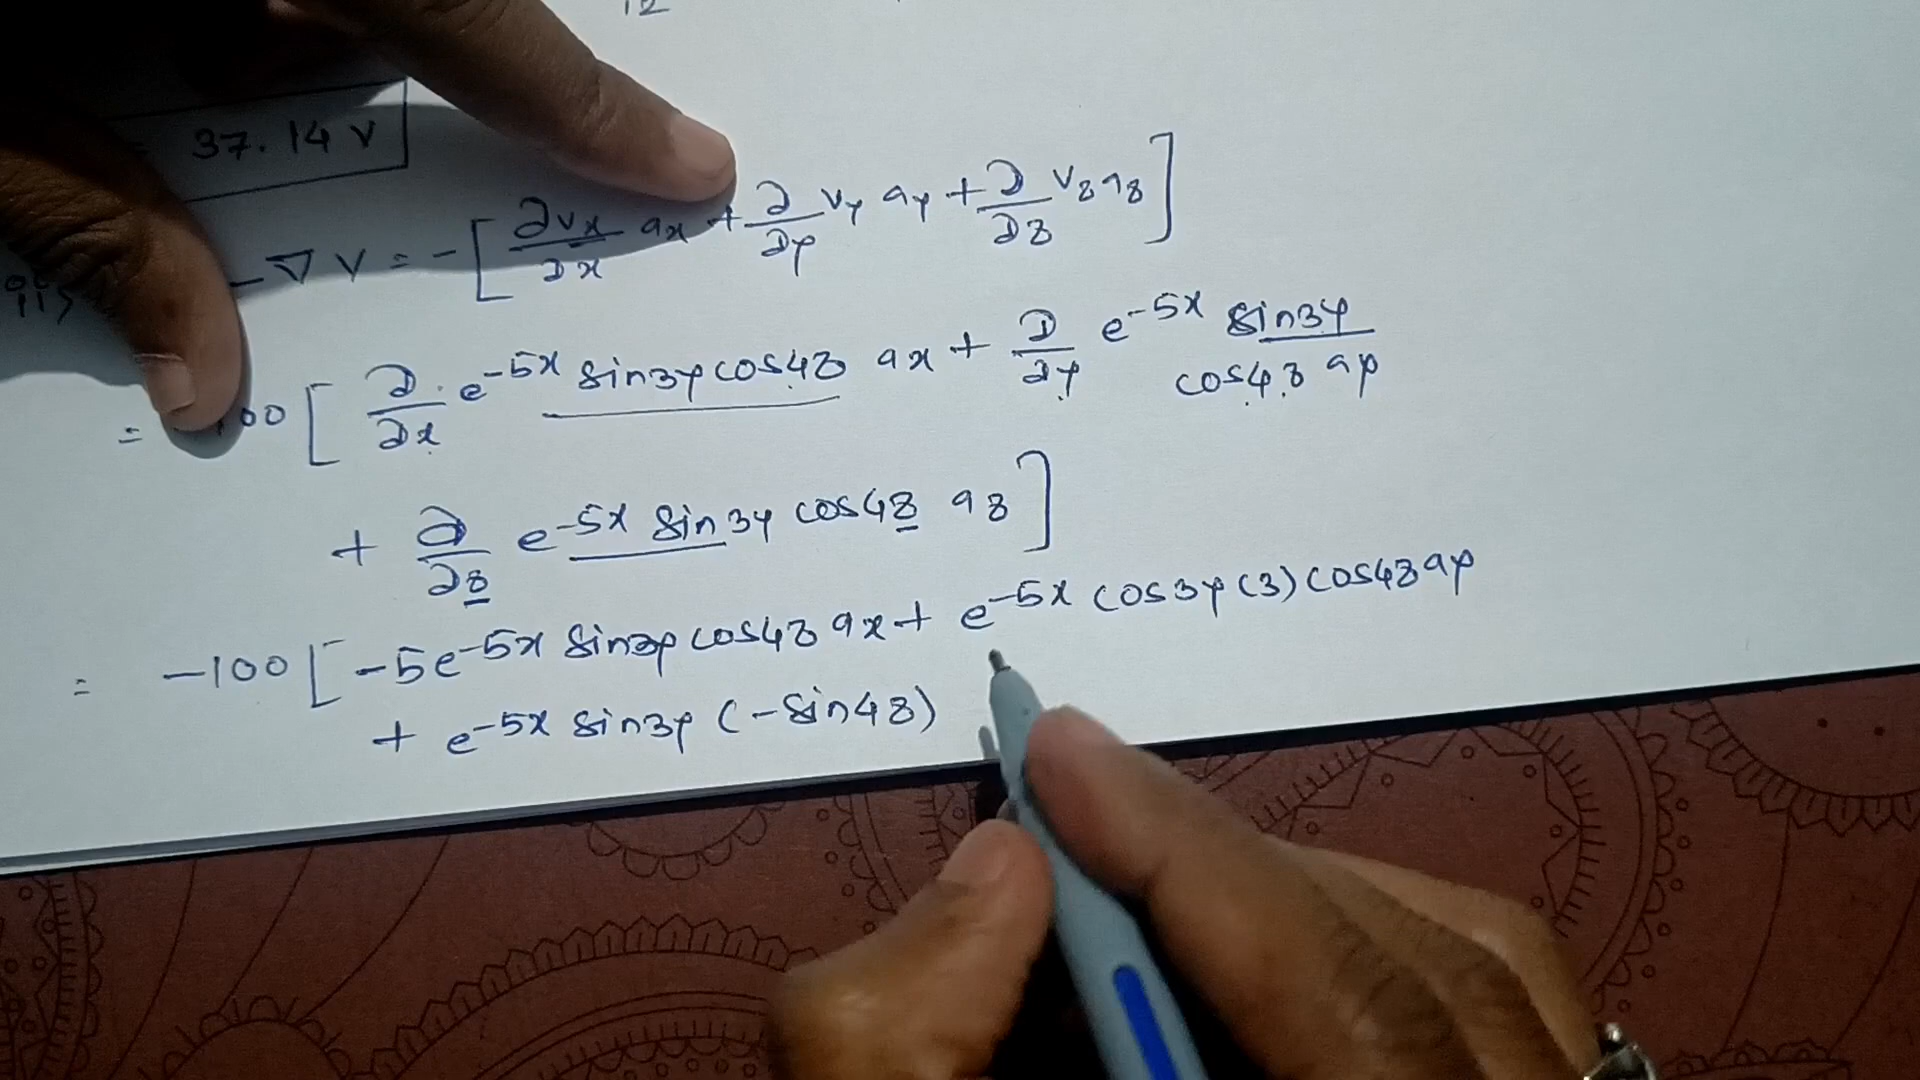 12
= 37.14 V
-∇V = -[∂Vx/∂x ax + ∂/∂y Vy ay + ∂/∂z Vz az]
= 100 [∂/∂x e^-5x sin3y cos4z ax + ∂/∂y e^-5x sin3y cos4z ay
+ ∂/∂z e^-5x sin3y cos4z az]
= -100 [-5e^-5x sin3y cos4z ax + e^-5x cos3y (3) cos4z ay
+ e^-5x sin3y (-sin4z)